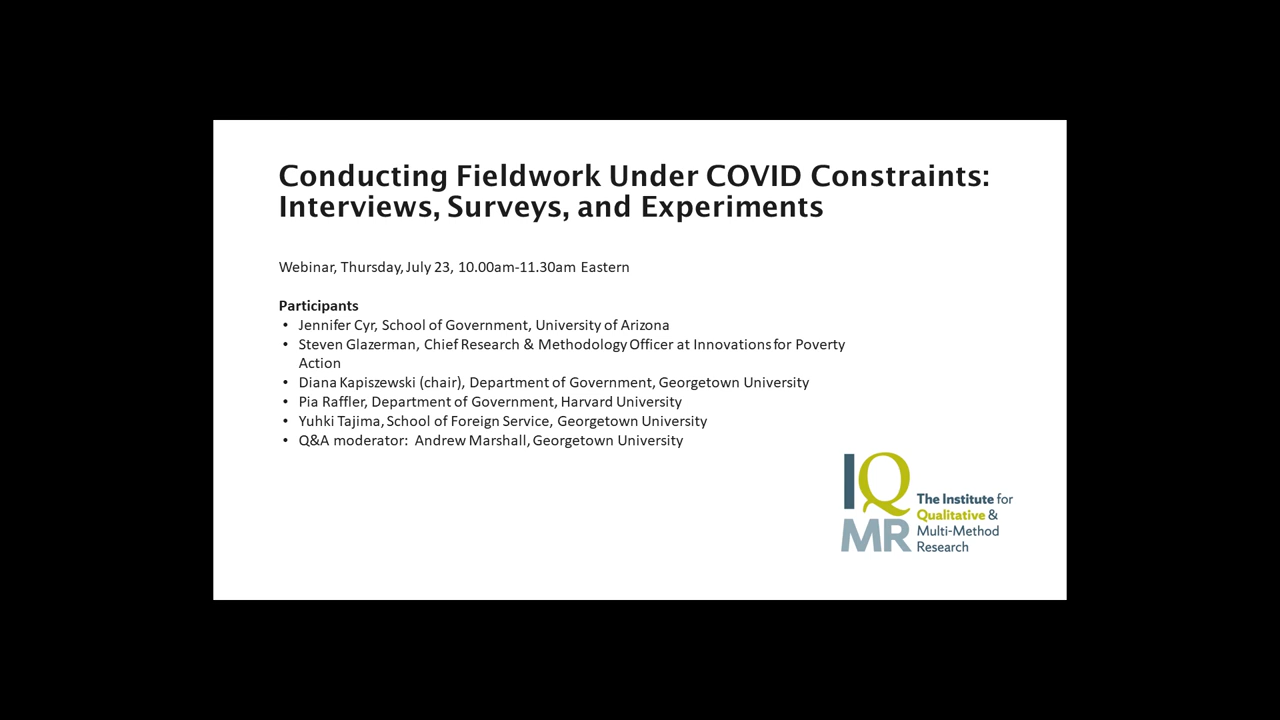 Conducting Fieldwork Under COVID Constraints:
Interviews, Surveys, and Experiments
Webinar, Thursday, July 23, 10.00am-11.30am Eastern
Participants
• Jennifer Cyr, School of Government, University of Arizona
• Steven Glazerman, Chief Research & Methodology Officer at Innovations for Poverty
Action
• Diana Kapiszewski (chair), Department of Government, Georgetown University
• Pia Raffler, Department of Government, Harvard University
• Yuhki Tajima, School of Foreign Service, Georgetown University
• Q&A moderator: Andrew Marshall, Georgetown University
IQ
MR
The Institute for
Qualitative &
Multi-Method
Research